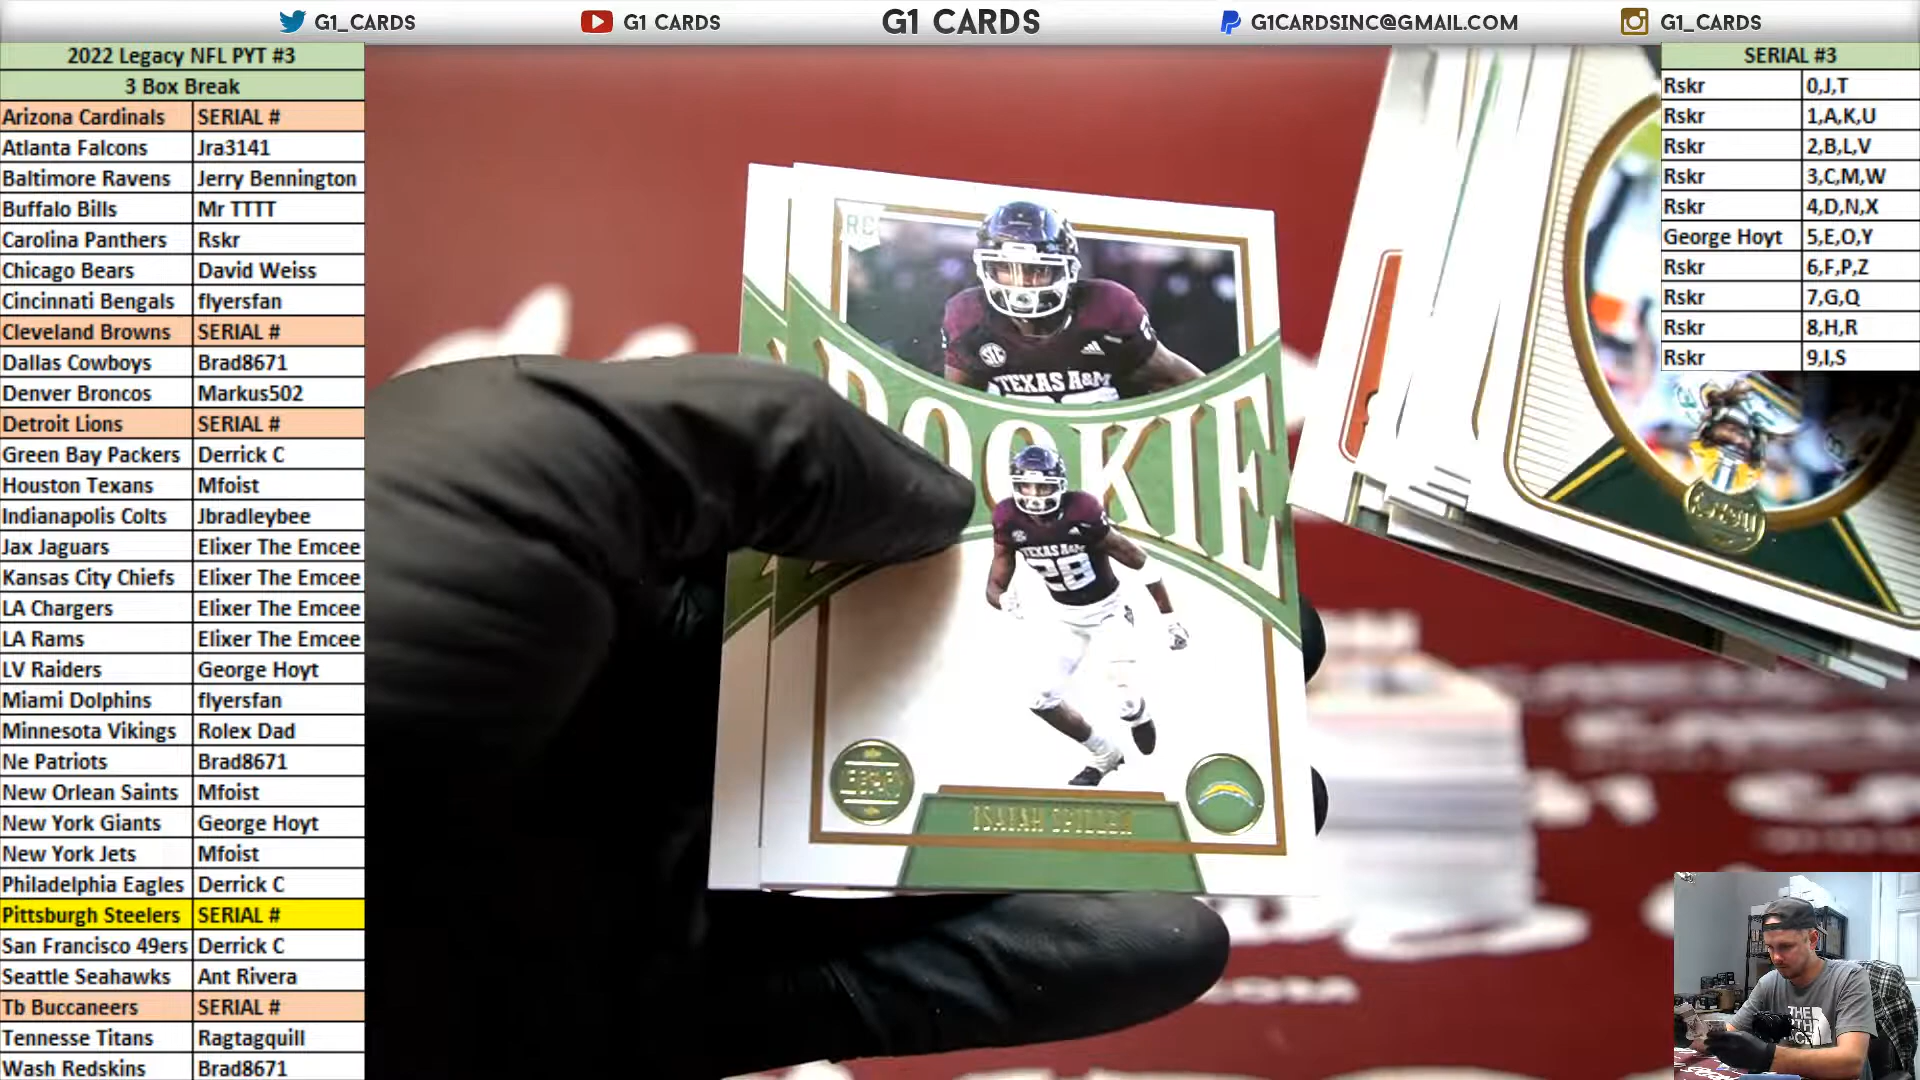 G1_CARDS
G1 CARDS
G1 CARDS
G1CARDSINC@GMAIL.COM
G1_CARDS
2022 Legacy NFL PYT #3
3 Box Break
Arizona Cardinals SERIAL #
Atlanta Falcons Jra3141
Baltimore Ravens Jerry Bennington
Buffalo Bills Mr TTTT
Carolina Panthers Rskr
Chicago Bears David Weiss
Cincinnati Bengals flyersfan
Cleveland Browns SERIAL #
Dallas Cowboys Brad8671
Denver Broncos Markus502
Detroit Lions SERIAL #
Green Bay Packers Derrick C
Houston Texans Mfoist
Indianapolis Colts Jbradleybee
Jax Jaguars Elixer The Emcee
Kansas City Chiefs Elixer The Emcee
LA Chargers Elixer The Emcee
LA Rams Elixer The Emcee
LV Raiders George Hoyt
Miami Dolphins flyersfan
Minnesota Vikings Rolex Dad
Ne Patriots Brad8671
New Orlean Saints Mfoist
New York Giants George Hoyt
New York Jets Mfoist
Philadelphia Eagles Derrick C
Pittsburgh Steelers SERIAL #
San Francisco 49ers Derrick C
Seattle Seahawks Ant Rivera
Tb Buccaneers SERIAL #
Tennesse Titans Ragtagquill
Wash Redskins Brad8671
SERIAL #3
Rskr 0,J,T
Rskr 1,A,K,U
Rskr 2,B,L,V
Rskr 3,C,M,W
Rskr 4,D,N,X
George Hoyt 5,E,O,Y
Rskr 6,F,P,Z
Rskr 7,G,Q
Rskr 8,H,R
Rskr 9,I,S
RC
SEC
TEXAS A&M
ROOKIE
TEXAS A&M
28
LEGACY
ISAIAH SPILLER